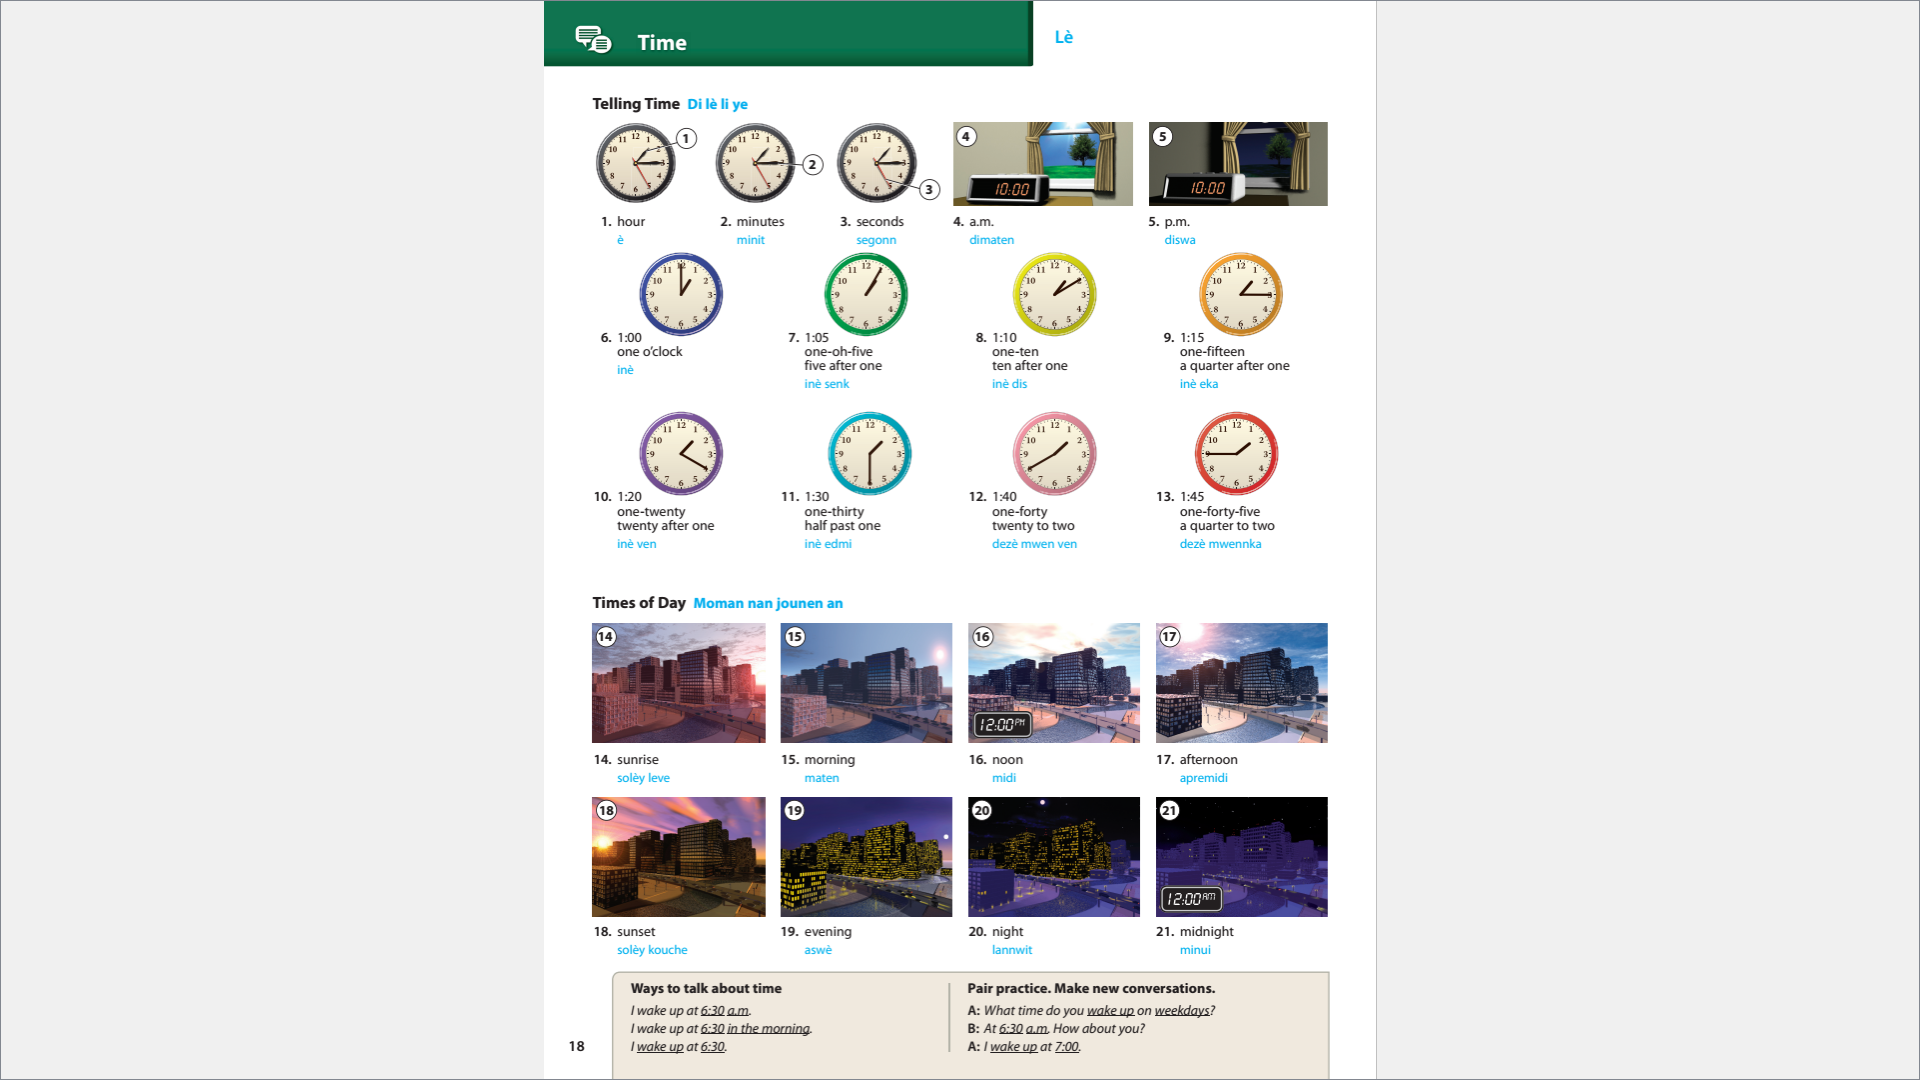 Time
Lè
Telling Time Di lè li ye
1
2
3
4
10:00
5
10:00
1. hour
è
2. minutes
minit
3. seconds
segonn
4. a.m.
dimaten
5. p.m.
diswa
6. 1:00
one o’clock
inè
7. 1:05
one-oh-five
five after one
inè senk
8. 1:10
one-ten
ten after one
inè dis
9. 1:15
one-fifteen
a quarter after one
inè eka
10. 1:20
one-twenty
twenty after one
inè ven
11. 1:30
one-thirty
half past one
inè edmi
12. 1:40
one-forty
twenty to two
dezè mwen ven
13. 1:45
one-forty-five
a quarter to two
dezè mwennka
Times of Day Moman nan jounen an
14
15
16
12:00 PM
17
14. sunrise
solèy leve
15. morning
maten
16. noon
midi
17. afternoon
apremidi
18
19
20
21
12:00 AM
18. sunset
solèy kouche
19. evening
aswè
20. night
lannwit
21. midnight
minui
Ways to talk about time
I wake up at 6:30 a.m.
I wake up at 6:30 in the morning.
I wake up at 6:30.
Pair practice. Make new conversations.
A: What time do you wake up on weekdays?
B: At 6:30 a.m. How about you?
A: I wake up at 7:00.
18